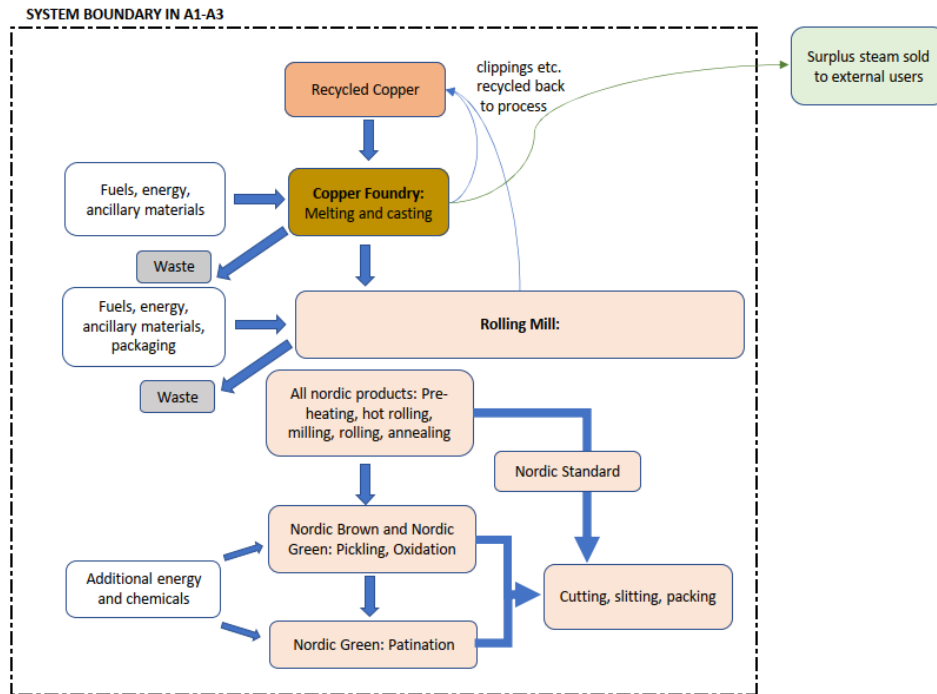 SYSTEM BOUNDARY IN A1-A3
Surplus steam sold
to external users
clippings etc.
recycled back
to process
Recycled Copper
Fuels, energy,
ancillary materials
Copper Foundry:
Melting and casting
Waste
Fuels, energy,
ancillary materials,
packaging
Rolling Mill:
Waste
All nordic products: Pre-
heating, hot rolling,
milling, rolling, annealing
Nordic Standard
Nordic Brown and Nordic
Green: Pickling, Oxidation
Additional energy
and chemicals
Cutting, slitting, packing
Nordic Green: Patination